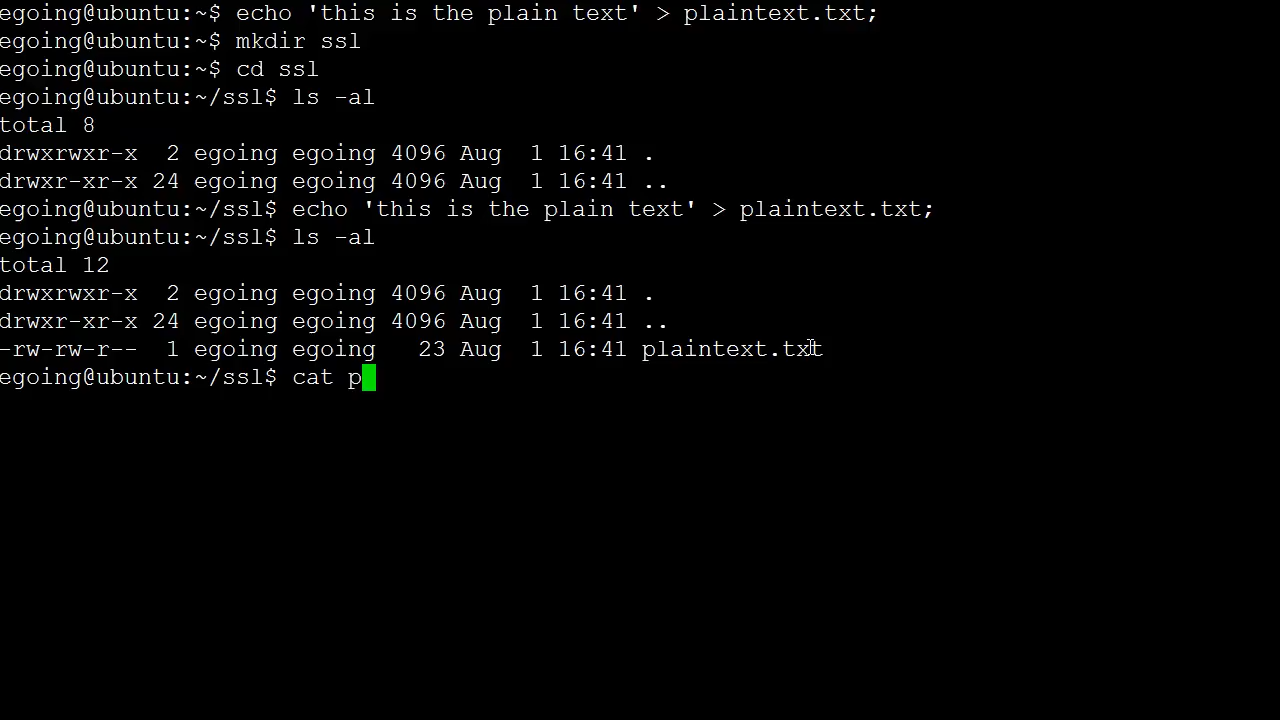 egoing@ubuntu:~$ echo 'this is the plain text' > plaintext.txt;
egoing@ubuntu:~$ mkdir ssl
egoing@ubuntu:~$ cd ssl
egoing@ubuntu:~/ssl$ ls -al
total 8
drwxrwxr-x  2 egoing egoing 4096 Aug  1 16:41 .
drwxr-xr-x 24 egoing egoing 4096 Aug  1 16:41 ..
egoing@ubuntu:~/ssl$ echo 'this is the plain text' > plaintext.txt;
egoing@ubuntu:~/ssl$ ls -al
total 12
drwxrwxr-x  2 egoing egoing 4096 Aug  1 16:41 .
drwxr-xr-x 24 egoing egoing 4096 Aug  1 16:41 ..
-rw-rw-r--  1 egoing egoing   23 Aug  1 16:41 plaintext.txt
egoing@ubuntu:~/ssl$ cat p